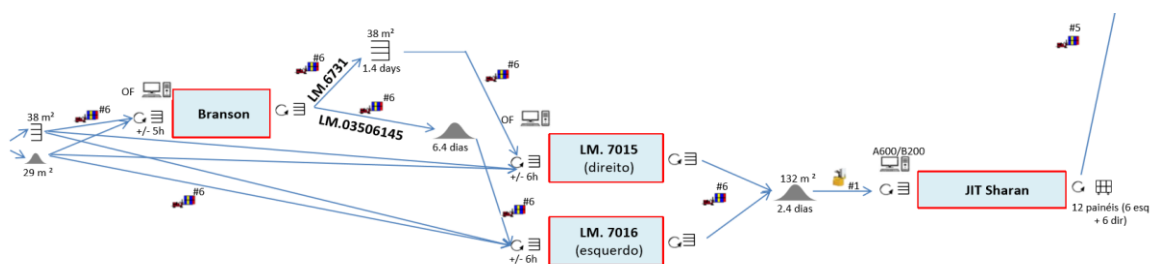 #5
38 m²
1.4 days
#6
LM.6731
#6
LM.03506145
6.4 dias
#6
OF
Branson
38 m²
#6
+/- 5h
29 m²
#6
OF
LM. 7015
(direito)
+/- 6h
#6
LM. 7016
(esquerdo)
+/- 6h
#6
132 m²
2.4 dias
#1
A600/B200
JIT Sharan
12 painéis (6 esq
+ 6 dir)